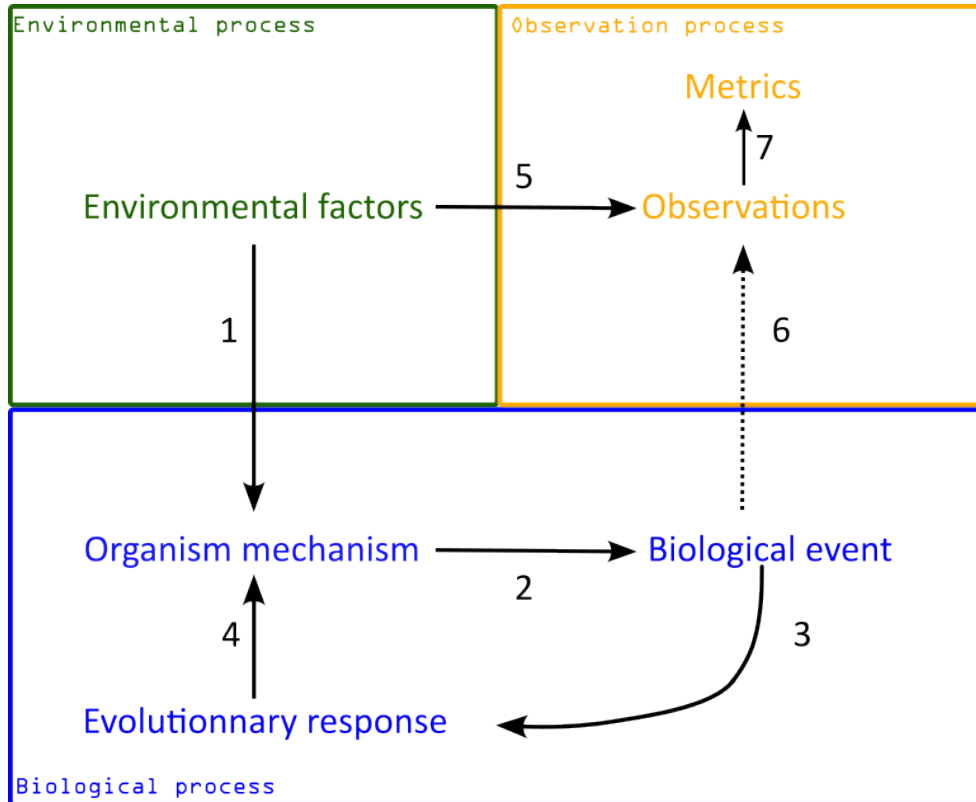 Environmental process
Observation process
Metrics
7
5
Environmental factors
Observations
1
6
Organism mechanism
Biological event
2
4
3
Evolutionnary response
Biological process